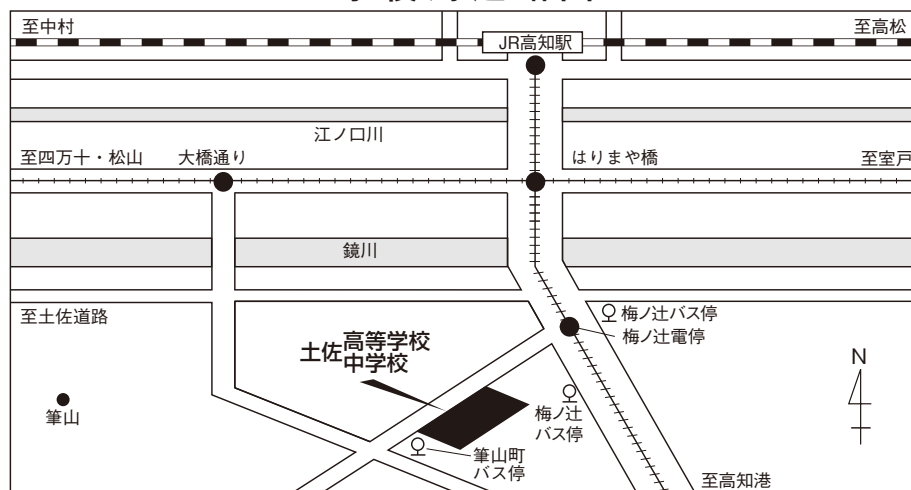 至中村
JR高知駅
至高松
江ノ口川
至四万十・松山
大橋通り
はりまや橋
至室戸
鏡川
至土佐道路
梅ノ辻バス停
梅ノ辻電停
土佐高等学校
中学校
N
筆山
梅ノ辻
バス停
筆山町
バス停
至高知港